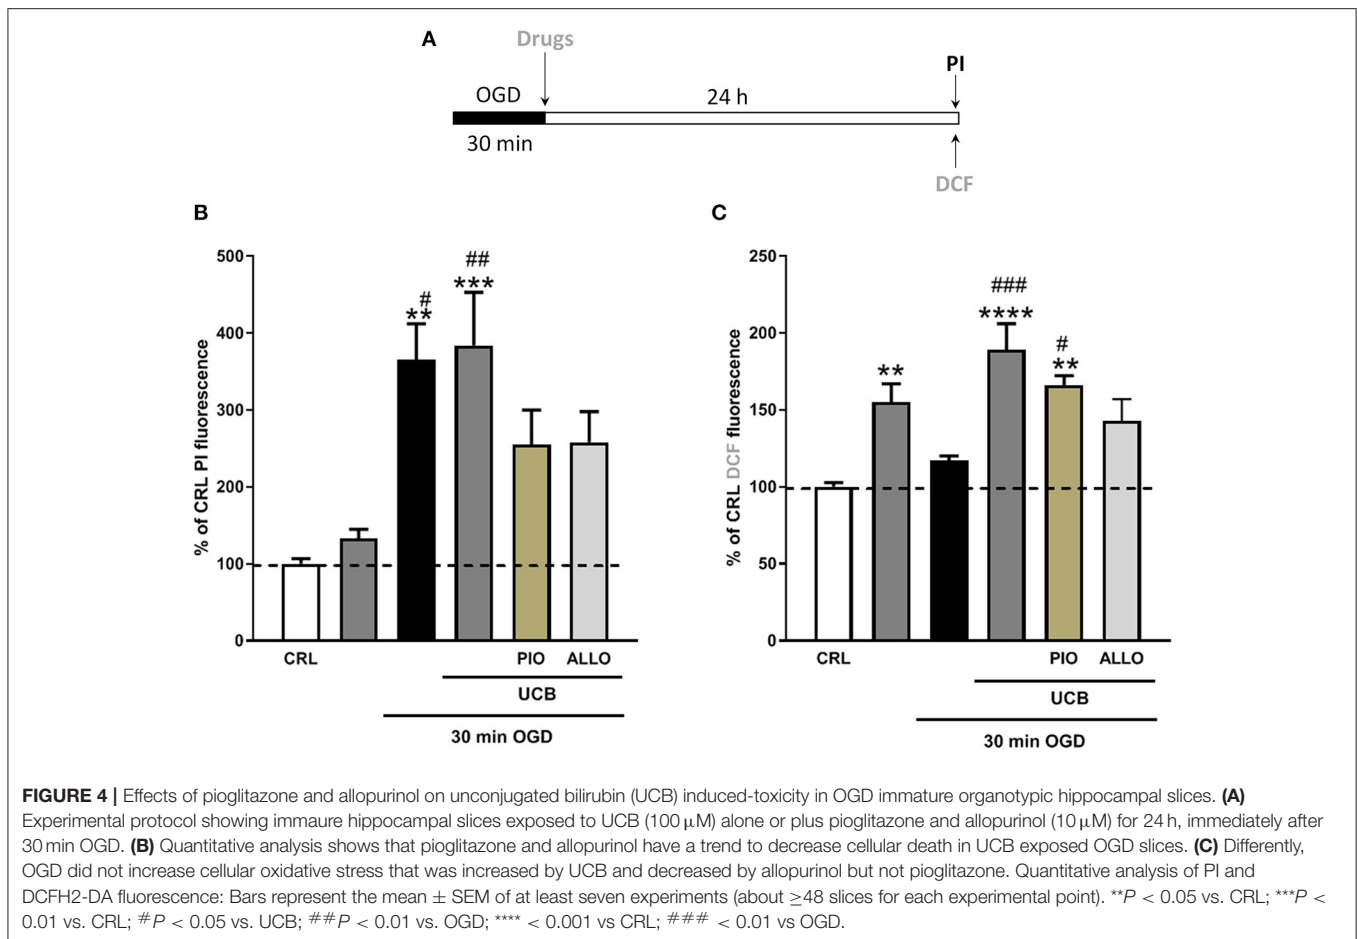 A
Drugs
PI
OGD
24 h
30 min
DCF
B
C
% of CRL PI fluorescence
500
400
300
200
100
0
#
**
##
***
CRL
PIO
ALLO
UCB
30 min OGD
% of CRL DCF fluorescence
250
200
150
100
50
0
**
###
****
#
**
CRL
PIO
ALLO
UCB
30 min OGD
FIGURE 4 | Effects of pioglitazone and allopurinol on unconjugated bilirubin (UCB) induced-toxicity in OGD immature organotypic hippocampal slices. (A)
Experimental protocol showing immaure hippocampal slices exposed to UCB (100 μM) alone or plus pioglitazone and allopurinol (10 μM) for 24 h, immediately after
30 min OGD. (B) Quantitative analysis shows that pioglitazone and allopurinol have a trend to decrease cellular death in UCB exposed OGD slices. (C) Differently,
OGD did not increase cellular oxidative stress that was increased by UCB and decreased by allopurinol but not pioglitazone. Quantitative analysis of PI and
DCFH2-DA fluorescence: Bars represent the mean ± SEM of at least seven experiments (about ≥48 slices for each experimental point). **P < 0.05 vs. CRL; ***P <
0.01 vs. CRL; #P < 0.05 vs. UCB; ##P < 0.01 vs. OGD; **** < 0.001 vs CRL; ### < 0.01 vs OGD.